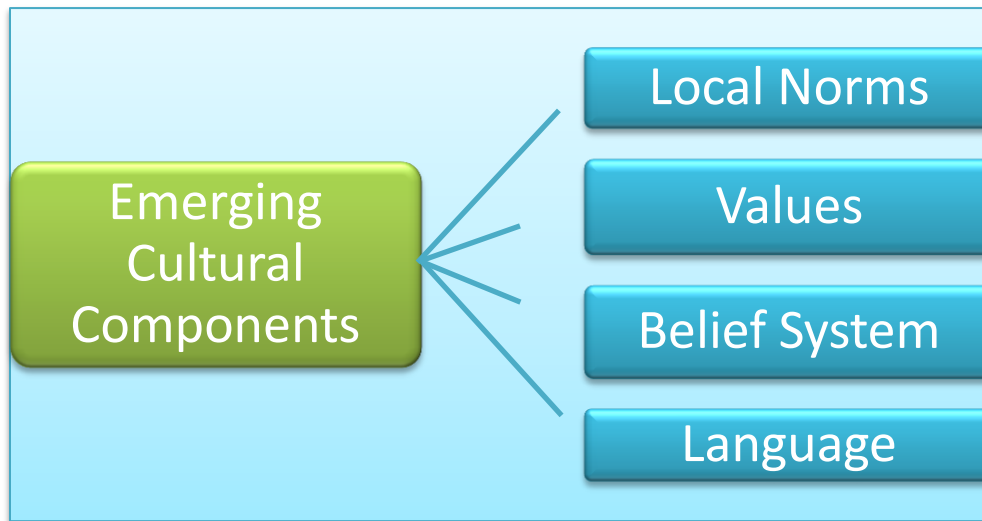 Emerging
Cultural
Components
Local Norms
Values
Belief System
Language